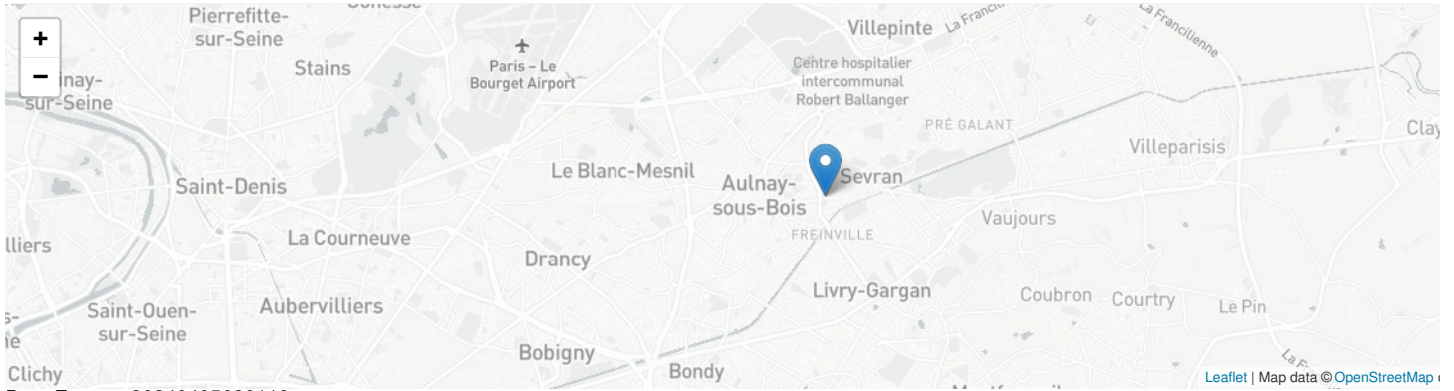 Pierrefitte-
sur-Seine
Villepinte
La Francilienne
+
−
Stains
Paris – Le
Bourget Airport
Centre hospitalier
intercommunal
Robert Ballanger
sur-Seine
PRÉ GALANT
Villeparisis
Saint-Denis
Le Blanc-Mesnil
Aulnay-
sous-Bois
Sevran
Vaujours
La Courneuve
FREINVILLE
Drancy
Livry-Gargan
Coubron
Courtry
Le Pin
Saint-Ouen-
sur-Seine
Aubervilliers
Bobigny
Bondy
Clichy
Leaflet | Map data © OpenStreetMap